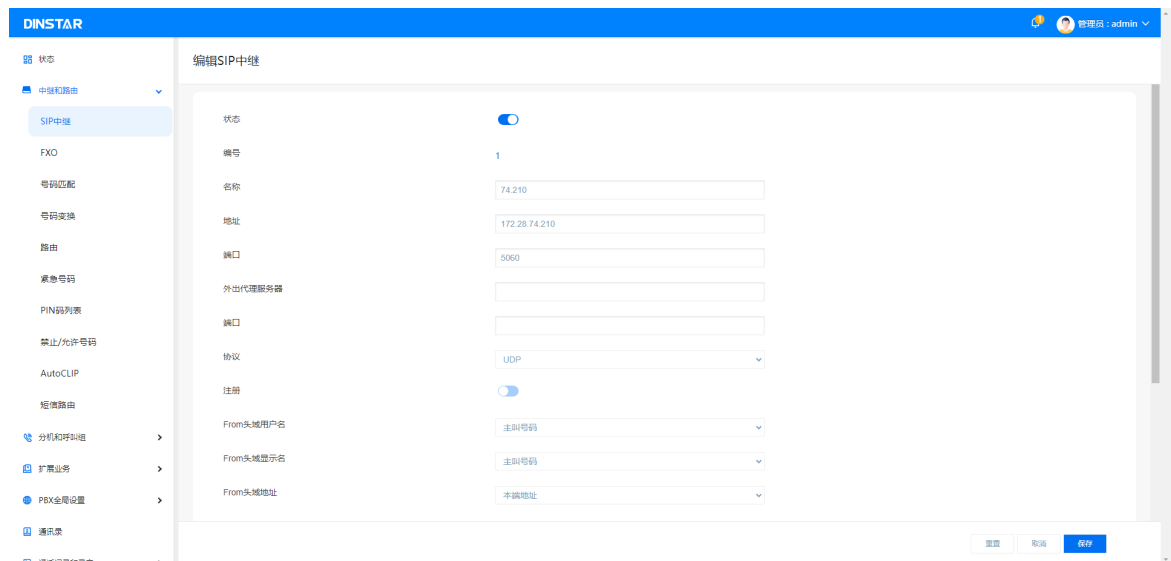 DINSTAR
1
管理员 : admin
状态
中继和路由
SIP中继
FXO
号码匹配
号码变换
路由
紧急号码
PIN码列表
禁止/允许号码
AutoCLIP
短信路由
分机和呼叫组
扩展业务
PBX全局设置
通讯录
编辑SIP中继
状态
编号 1
名称 74.210
地址 172.28.74.210
端口 5060
外出代理服务器
端口
协议 UDP
注册
From头域用户名 主叫号码
From头域显示名 主叫号码
From头域地址 本端地址
重置 取消 保存